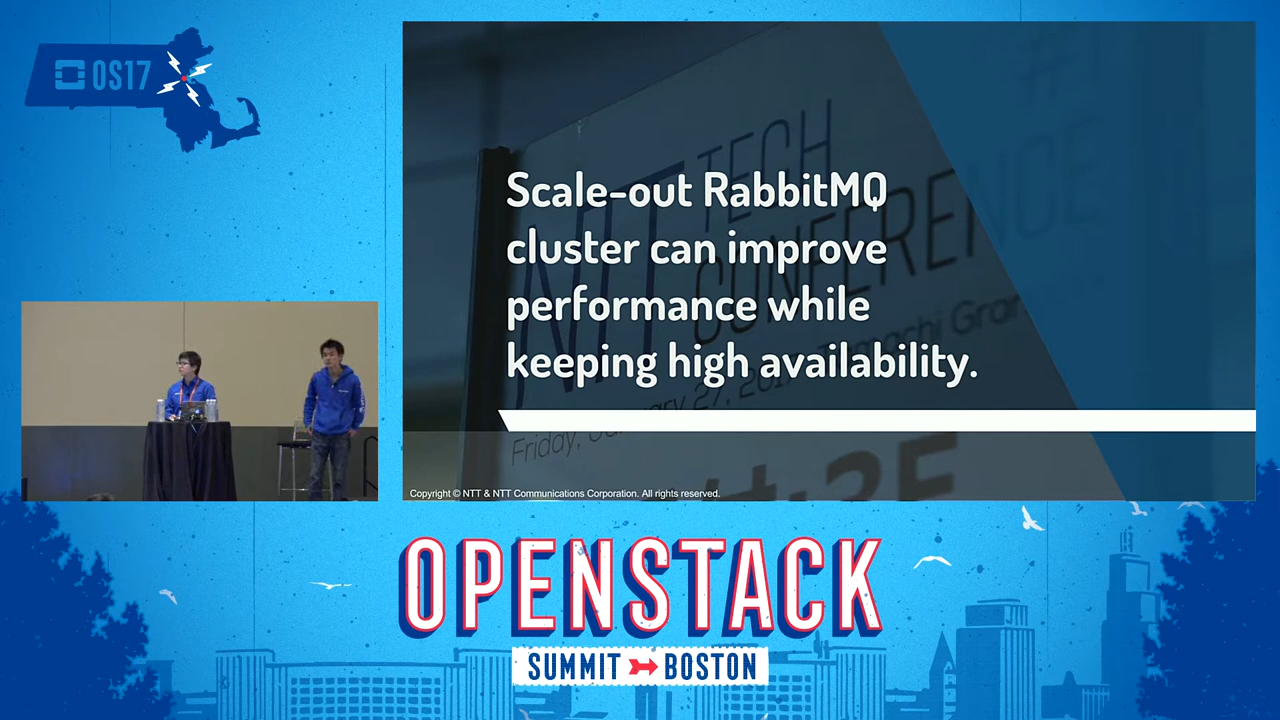 OS17
Scale-out RabbitMQ
cluster can improve
performance while
keeping high availability.
NTT TECH
CONFERENCE
Copyright © NTT & NTT Communications Corporation. All rights reserved.
OPENSTACK
SUMMIT BOSTON